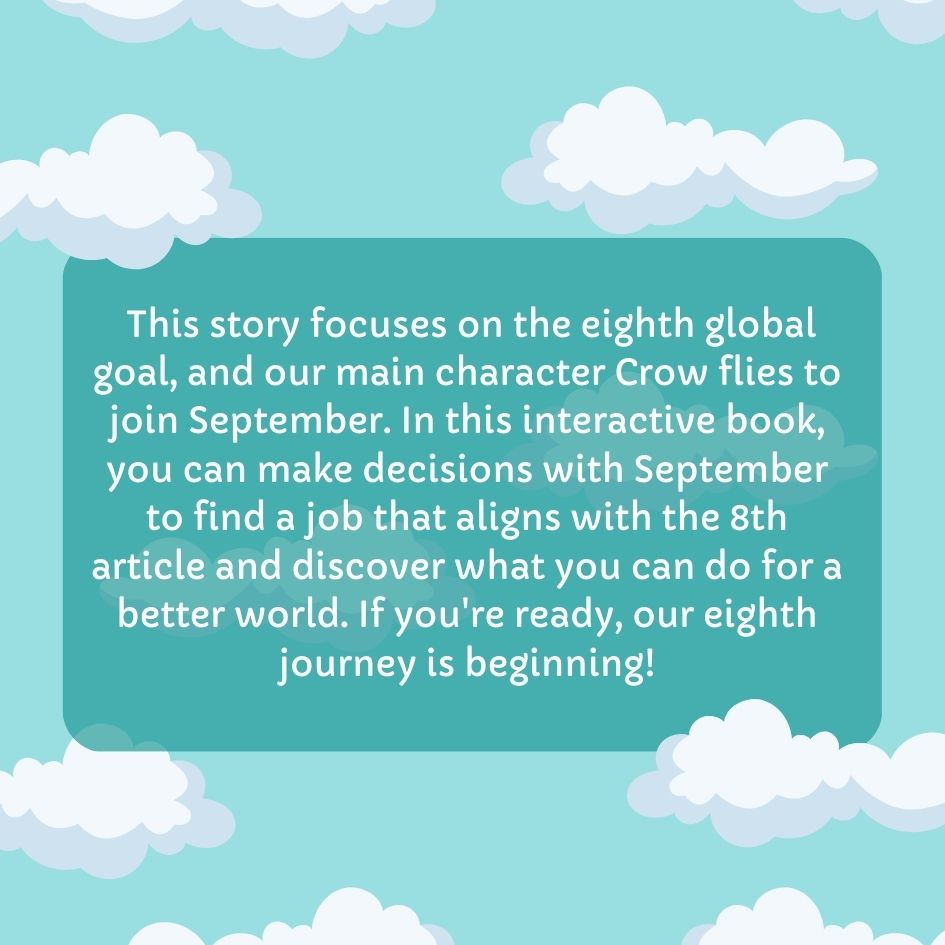 This story focuses on the eighth global
goal, and our main character Crow flies to
join September. In this interactive book,
you can make decisions with September
to find a job that aligns with the 8th
article and discover what you can do for a
better world. If you're ready, our eighth
journey is beginning!